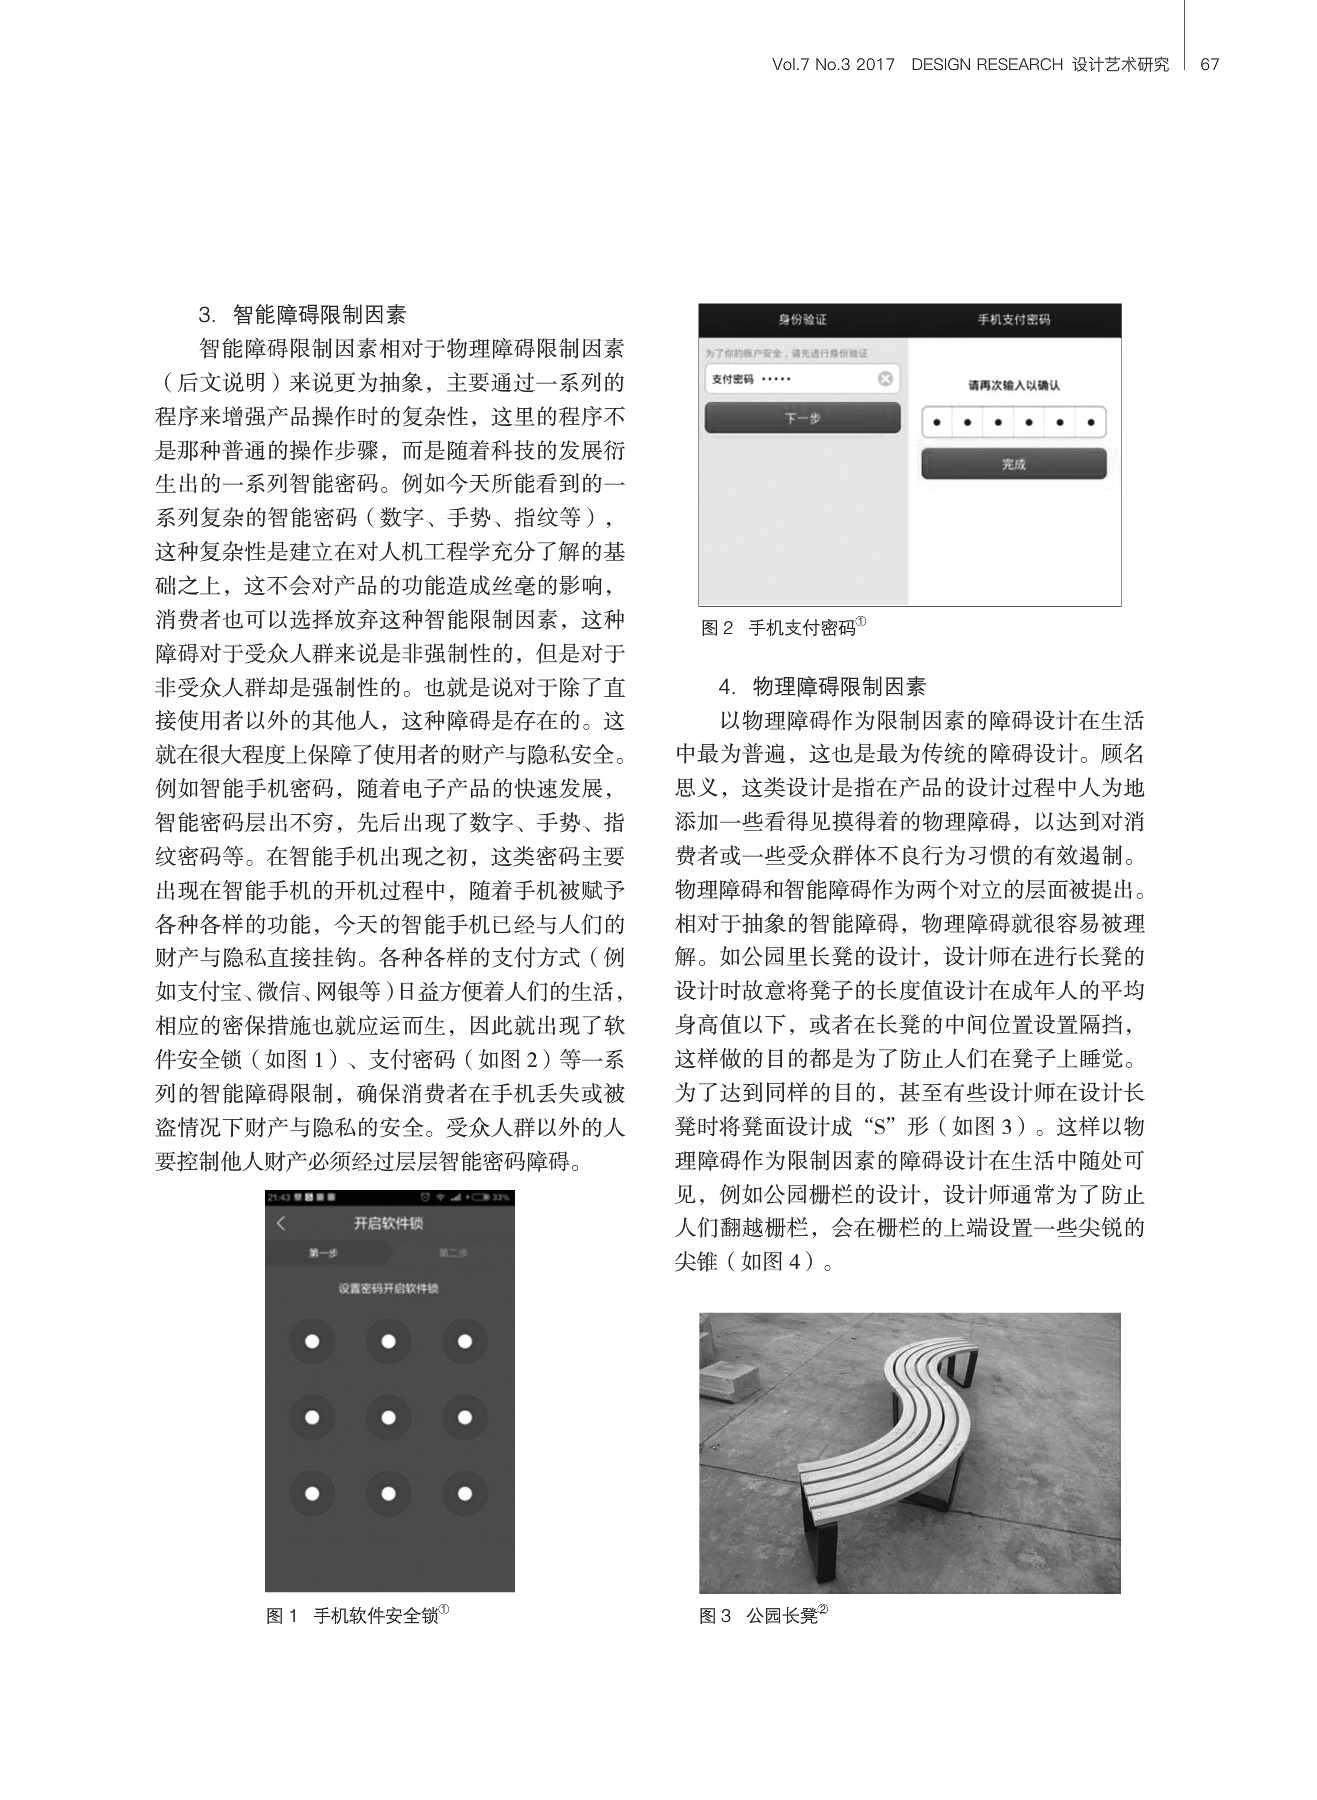 Vol.7 No.3 2017 DESIGN RESEARCH 设计艺术研究 67
3. 智能障碍限制因素
智能障碍限制因素相对于物理障碍限制因素
（后文说明）来说更为抽象，主要通过一系列的
程序来增强产品操作时的复杂性，这里的程序不
是那种普通的操作步骤，而是随着科技的发展衍
生出的一系列智能密码。例如今天所能看到的一
系列复杂的智能密码（数字、手势、指纹等），
这种复杂性是建立在对人机工程学充分了解的基
础之上，这不会对产品的功能造成丝毫的影响，
消费者也可以选择放弃这种智能限制因素，这种
障碍对于受众人群来说是非强制性的，但是对于
非受众人群却是强制性的。也就是说对于除了直
接使用者以外的其他人，这种障碍是存在的。这
就在很大程度上保障了使用者的财产与隐私安全。
例如智能手机密码，随着电子产品的快速发展，
智能密码层出不穷，先后出现了数字、手势、指
纹密码等。在智能手机出现之初，这类密码主要
出现在智能手机的开机过程中，随着手机被赋予
各种各样的功能，今天的智能手机已经与人们的
财产与隐私直接挂钩。各种各样的支付方式（例
如支付宝、微信、网银等）日益方便着人们的生活，
相应的密保措施也就应运而生，因此就出现了软
件安全锁（如图 1）、支付密码（如图 2）等一系
列的智能障碍限制，确保消费者在手机丢失或被
盗情况下财产与隐私的安全。受众人群以外的人
要控制他人财产必须经过层层智能密码障碍。
21:43 33%
开启软件锁
第一步 第二步
设置密码开启软件锁
图 1 手机软件安全锁①
身份验证 手机支付密码
为了你的账户安全，请先进行身份验证
支付密码 •••••
请再次输入以确认
下一步
完成
图 2 手机支付密码①
4. 物理障碍限制因素
以物理障碍作为限制因素的障碍设计在生活
中最为普遍，这也是最为传统的障碍设计。顾名
思义，这类设计是指在产品的设计过程中人为地
添加一些看得见摸得着的物理障碍，以达到对消
费者或一些受众群体不良行为习惯的有效遏制。
物理障碍和智能障碍作为两个对立的层面被提出。
相对于抽象的智能障碍，物理障碍就很容易被理
解。如公园里长凳的设计，设计师在进行长凳的
设计时故意将凳子的长度值设计在成年人的平均
身高值以下，或者在长凳的中间位置设置隔挡，
这样做的目的都是为了防止人们在凳子上睡觉。
为了达到同样的目的，甚至有些设计师在设计长
凳时将凳面设计成“S”形（如图 3）。这样以物
理障碍作为限制因素的障碍设计在生活中随处可
见，例如公园栅栏的设计，设计师通常为了防止
人们翻越栅栏，会在栅栏的上端设置一些尖锐的
尖锥（如图 4）。
图 3 公园长凳②